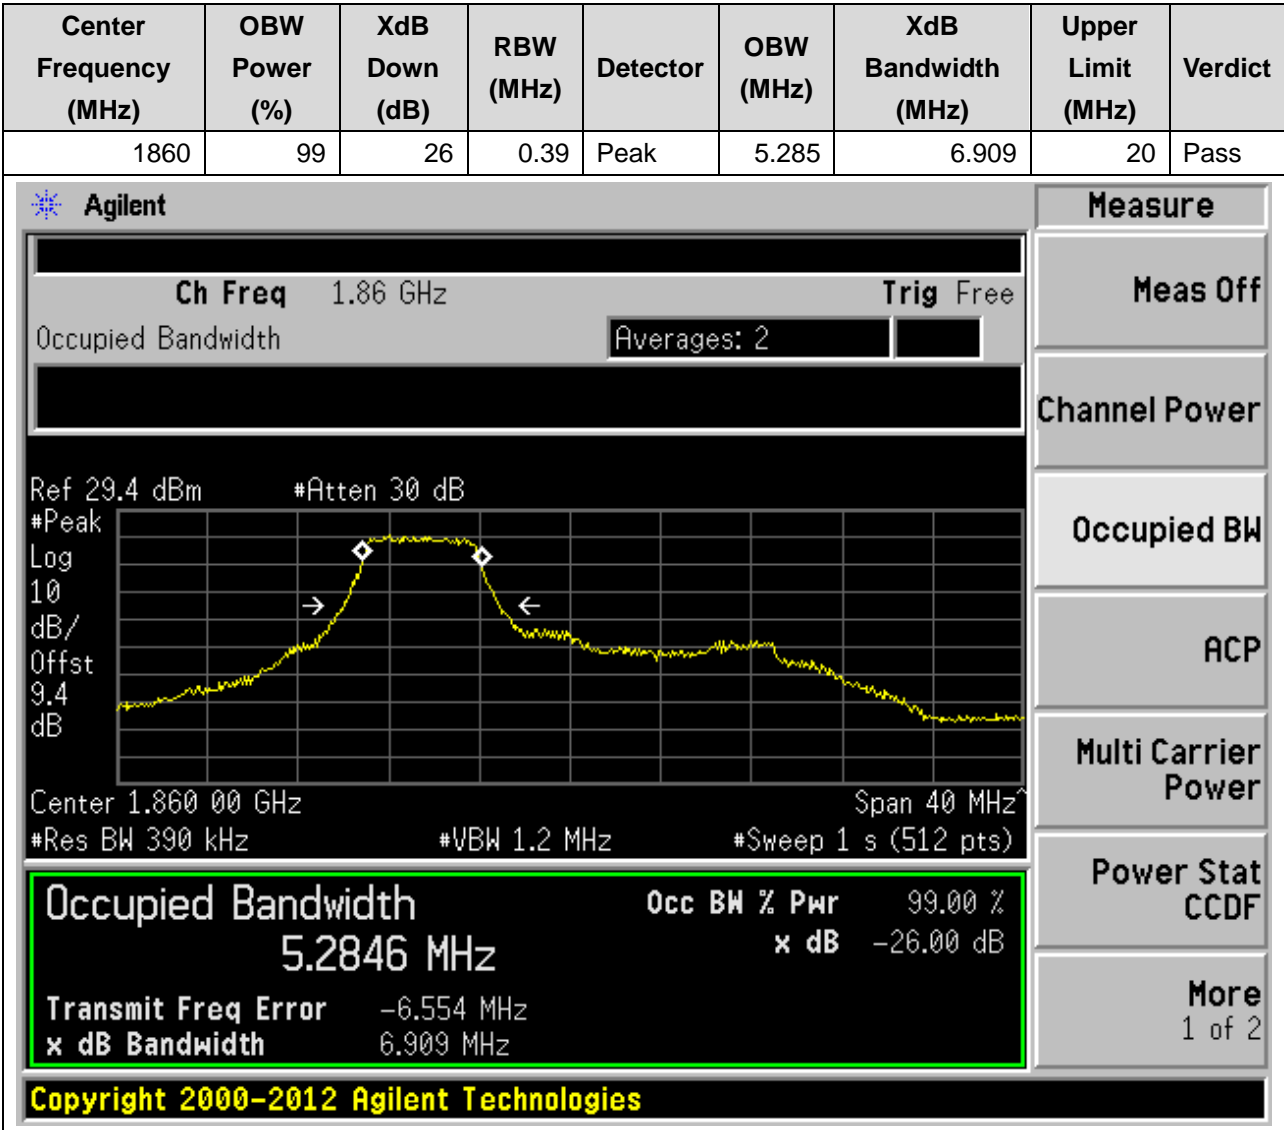 Center Frequency (MHz) OBW Power (%) XdB Down (dB) RBW (MHz) Detector OBW (MHz) XdB Bandwidth (MHz) Upper Limit (MHz) Verdict
1860 99 26 0.39 Peak 5.285 6.909 20 Pass
Agilent
Measure
Ch Freq 1.86 GHz Trig Free
Meas Off
Occupied Bandwidth Averages: 2
Channel Power
Ref 29.4 dBm #Atten 30 dB
#Peak
Log
10
dB/
Offst
9.4
dB
Occupied BW
ACP
Multi Carrier
Power
Center 1.860 00 GHz Span 40 MHz^
#Res BW 390 kHz #VBW 1.2 MHz #Sweep 1 s (512 pts)
Power Stat
CCDF
Occupied Bandwidth Occ BW % Pwr 99.00 %
5.2846 MHz x dB -26.00 dB
Transmit Freq Error -6.554 MHz
x dB Bandwidth 6.909 MHz
More
1 of 2
Copyright 2000-2012 Agilent Technologies